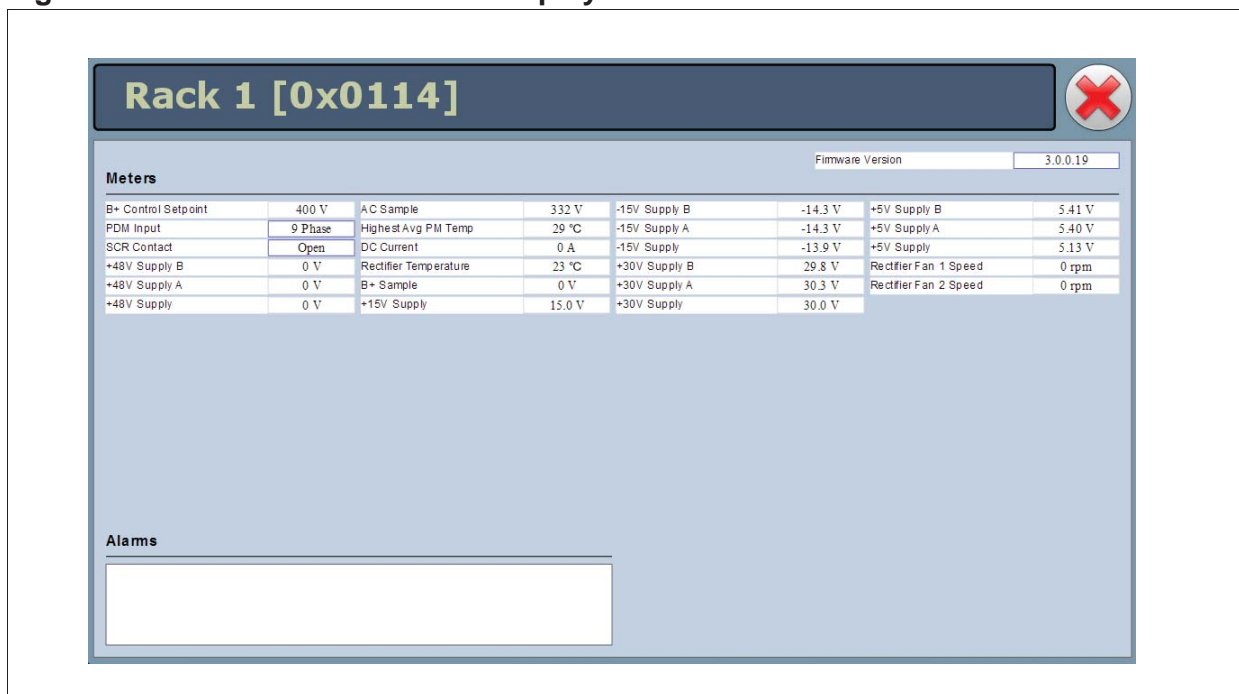 Rack 1 [0x0114]
Firmware Version 3.0.0.19
Meters
B+ Control Setpoint 400 V AC Sample 332 V -15V Supply B -14.3 V +5V Supply B 5.41 V
PDM Input 9 Phase Highest Avg PM Temp 29 °C -15V Supply A -14.3 V +5V Supply A 5.40 V
SCR Contact Open DC Current 0 A -15V Supply -13.9 V +5V Supply 5.13 V
+48V Supply B 0 V Rectifier Temperature 23 °C +30V Supply B 29.8 V Rectifier Fan 1 Speed 0 rpm
+48V Supply A 0 V B+ Sample 0 V +30V Supply A 30.3 V Rectifier Fan 2 Speed 0 rpm
+48V Supply 0 V +15V Supply 15.0 V +30V Supply 30.0 V
Alarms